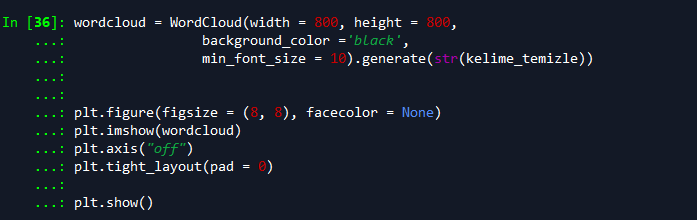 In [36]: wordcloud = WordCloud(width = 800, height = 800,
    ...:                 background_color ='black',
    ...:                 min_font_size = 10).generate(str(kelime_temizle))
    ...:
    ...:
    ...: plt.figure(figsize = (8, 8), facecolor = None)
    ...: plt.imshow(wordcloud)
    ...: plt.axis("off")
    ...: plt.tight_layout(pad = 0)
    ...:
    ...: plt.show()